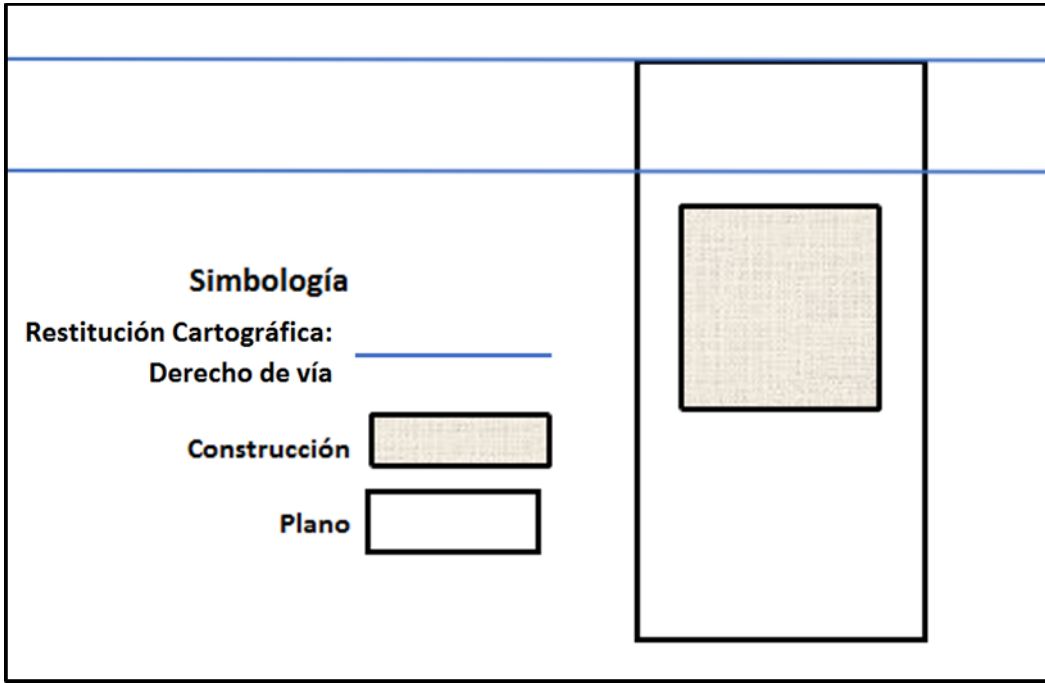 Simbología
Restitución Cartográfica:
Derecho de vía
Construcción
Plano